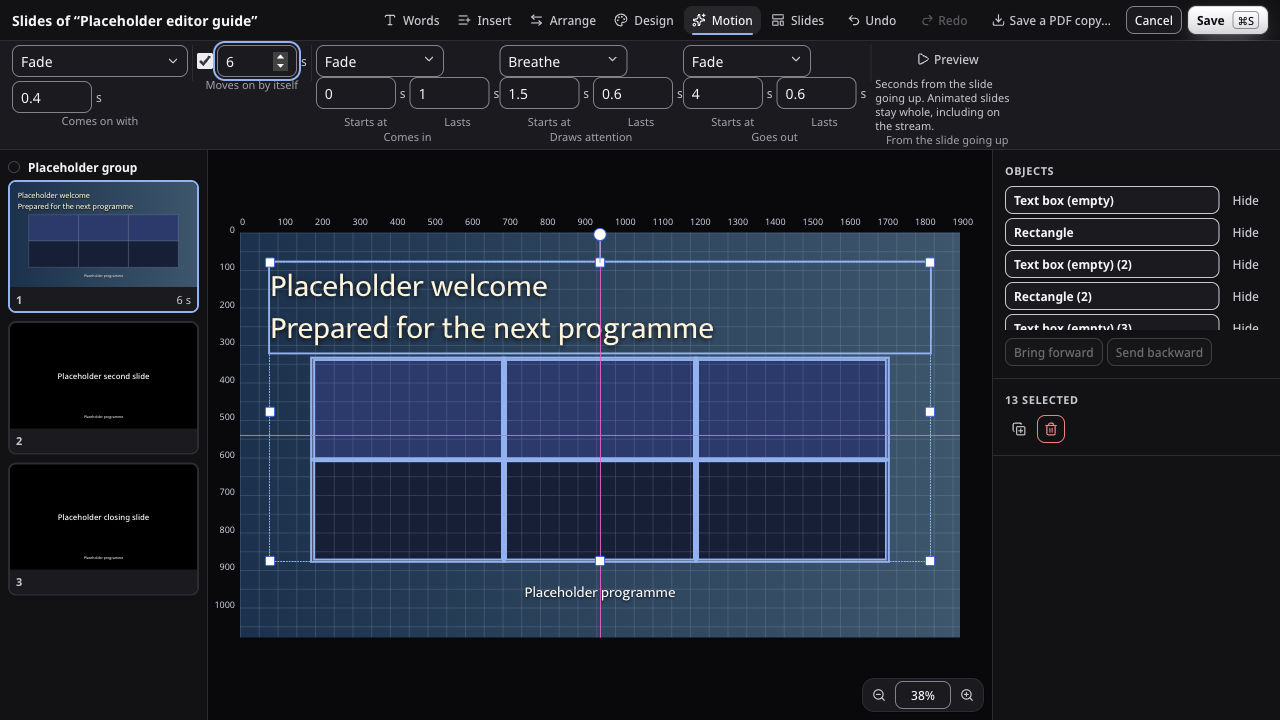 Slides of “Placeholder editor guide”
Words
Insert
Arrange
Design
Motion
Slides
Undo
Redo
Save a PDF copy...
Cancel
Save ⌘S
Fade
0.4 s
Comes on with
6 s
Moves on by itself
Fade
0 s
1 s
Starts at
Lasts
Comes in
Breathe
1.5 s
0.6 s
Starts at
Lasts
Draws attention
Fade
4 s
0.6 s
Starts at
Lasts
Goes out
Preview
Seconds from the slide
going up. Animated slides
stay whole, including on
the stream.
From the slide going up
Placeholder group
Placeholder welcome
Prepared for the next programme
Placeholder programme
1
6 s
Placeholder second slide
Placeholder programme
2
Placeholder closing slide
Placeholder programme
3
0 100 200 300 400 500 600 700 800 900 1000 1100 1200 1300 1400 1500 1600 1700 1800 1900
0
100
200
300
400
500
600
700
800
900
1000
Placeholder welcome
Prepared for the next programme
Placeholder programme
38%
OBJECTS
Text box (empty) Hide
Rectangle Hide
Text box (empty) (2) Hide
Rectangle (2) Hide
Text box (empty) (3) Hide
Bring forward
Send backward
13 SELECTED